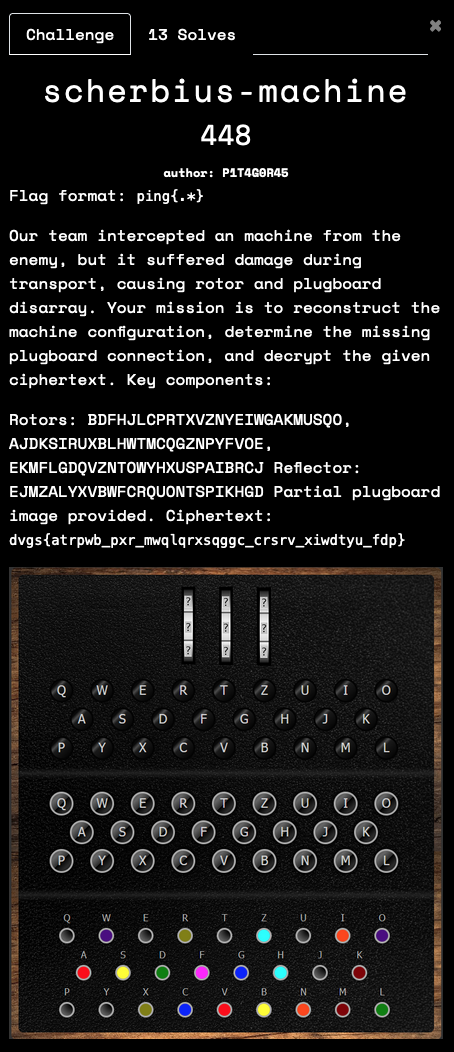 Challenge 13 Solves ×
scherbius-machine
448
author: P1T4G0R45
Flag format: ping{.*}
Our team intercepted an machine from the
enemy, but it suffered damage during
transport, causing rotor and plugboard
disarray. Your mission is to reconstruct the
machine configuration, determine the missing
plugboard connection, and decrypt the given
ciphertext. Key components:
Rotors: BDFHJLCPRTXVZNYEIWGAKMUSQO,
AJDKSIRUXBLHWTMCQGZNPYFVOE,
EKMFLGDQVZNTOWYHXUSPAIBRCJ Reflector:
EJMZALYXVBWFCRQUONTSPIKHGD Partial plugboard
image provided. Ciphertext:
dvgs{atrpwb_pxr_mwqlqrxsqggc_crsrv_xiwdtyu_fdp}
? ? ?
? ? ?
? ? ?
Q W E R T Z U I O
A S D F G H J K
P Y X C V B N M L
Q W E R T Z U I O
A S D F G H J K
P Y X C V B N M L
Q W E R T Z U I O
A S D F G H J K
P Y X C V B N M L